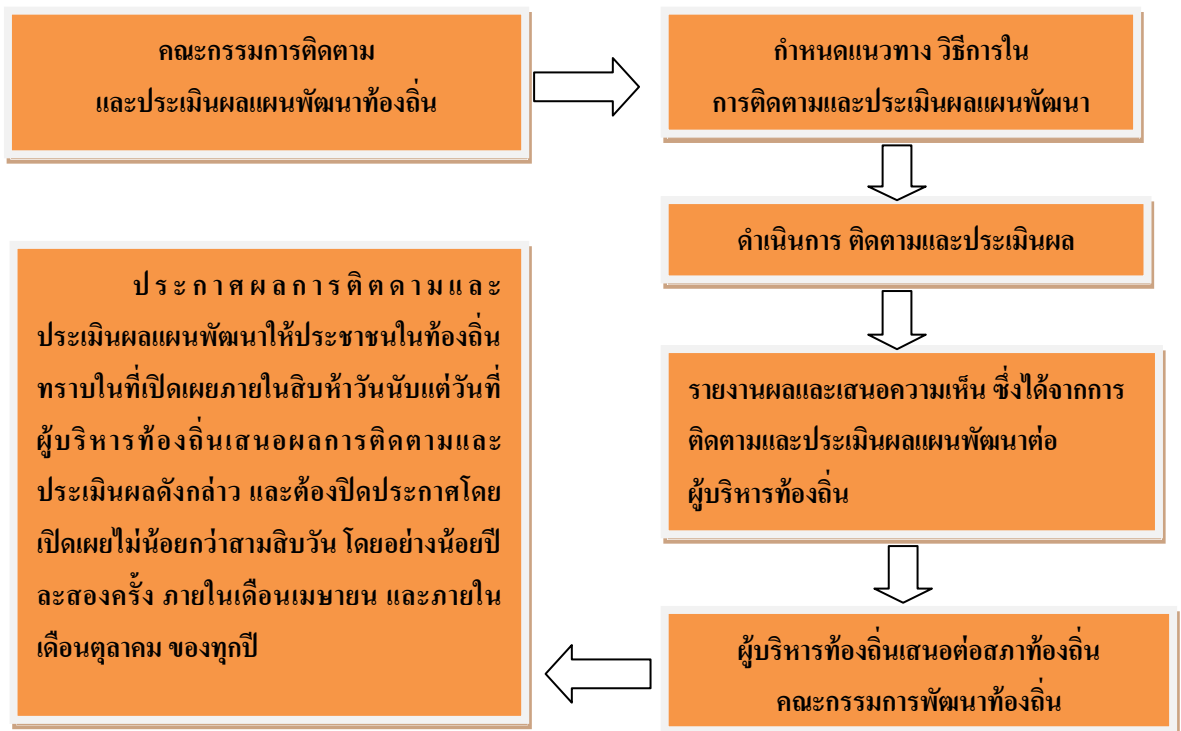 คณะกรรมการติดตาม
และประเมินผลแผนพัฒนาท้องถิ่น
กำหนดแนวทาง วิธีการใน
การติดตามและประเมินผลแผนพัฒนา
ดำเนินการ ติดตามและประเมินผล
รายงานผลและเสนอความเห็น ซึ่งได้จากการ
ติดตามและประเมินผลแผนพัฒนาต่อ
ผู้บริหารท้องถิ่น
ผู้บริหารท้องถิ่นเสนอต่อสภาท้องถิ่น
คณะกรรมการพัฒนาท้องถิ่น
ประกาศผลการติตดามและ
ประเมินผลแผนพัฒนาให้ประชาชนในท้องถิ่น
ทราบในที่เปิดเผยภายในสิบห้าวันนับแต่วันที่
ผู้บริหารท้องถิ่นเสนอผลการติดตามและ
ประเมินผลดังกล่าว และต้องปิดประกาศโดย
เปิดเผยไม่น้อยกว่าสามสิบวัน โดยอย่างน้อยปี
ละสองครั้ง ภายในเดือนเมษายน และภายใน
เดือนตุลาคม ของทุกปี